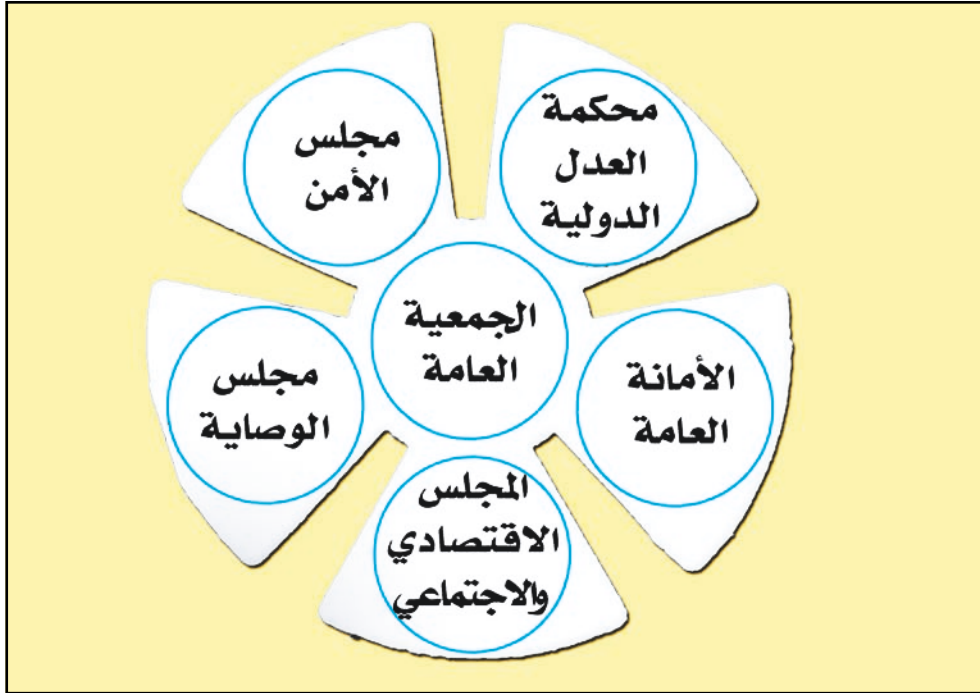 محكمة
العدل
الدولية
مجلس
الأمن
الجمعية
العامة
الأمانة
العامة
مجلس
الوصاية
المجلس
الاقتصادي
والاجتماعي